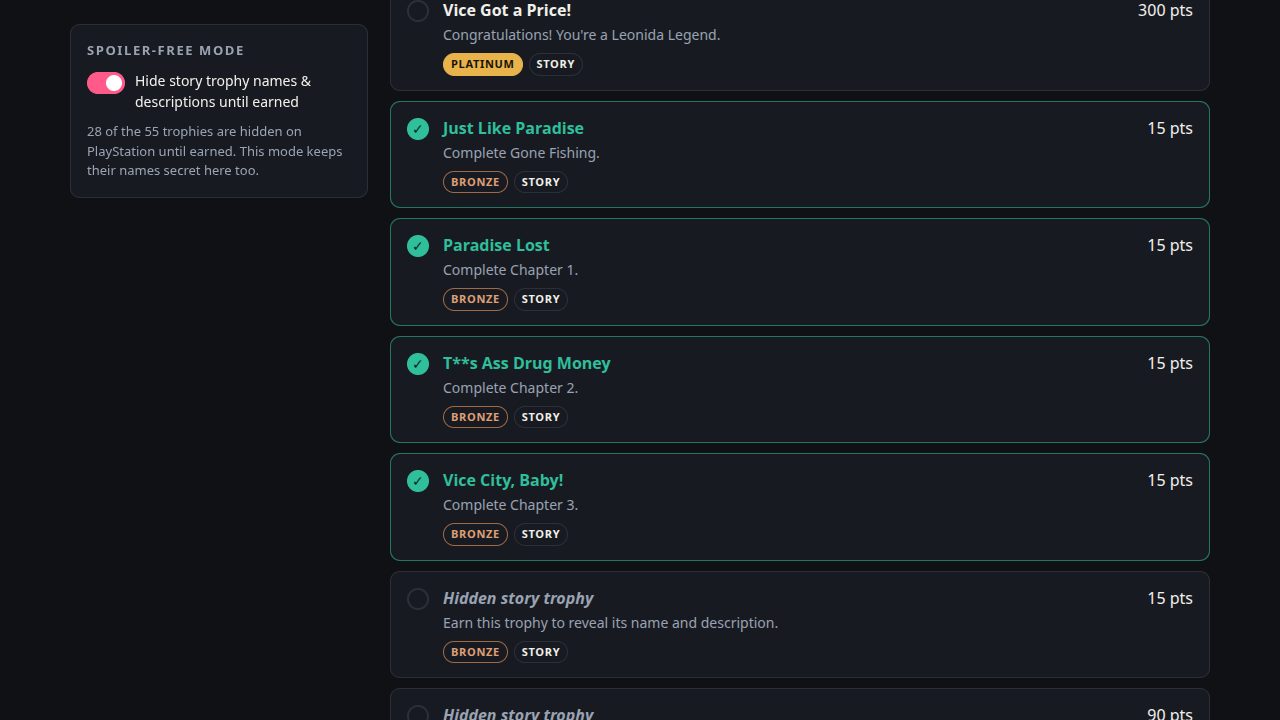 SPOILER-FREE MODE
Hide story trophy names &
descriptions until earned
28 of the 55 trophies are hidden on
PlayStation until earned. This mode keeps
their names secret here too.
Vice Got a Price!
300 pts
Congratulations! You're a Leonida Legend.
PLATINUM STORY
Just Like Paradise
15 pts
Complete Gone Fishing.
BRONZE STORY
Paradise Lost
15 pts
Complete Chapter 1.
BRONZE STORY
T**s Ass Drug Money
15 pts
Complete Chapter 2.
BRONZE STORY
Vice City, Baby!
15 pts
Complete Chapter 3.
BRONZE STORY
Hidden story trophy
15 pts
Earn this trophy to reveal its name and description.
BRONZE STORY
Hidden story trophy
90 pts